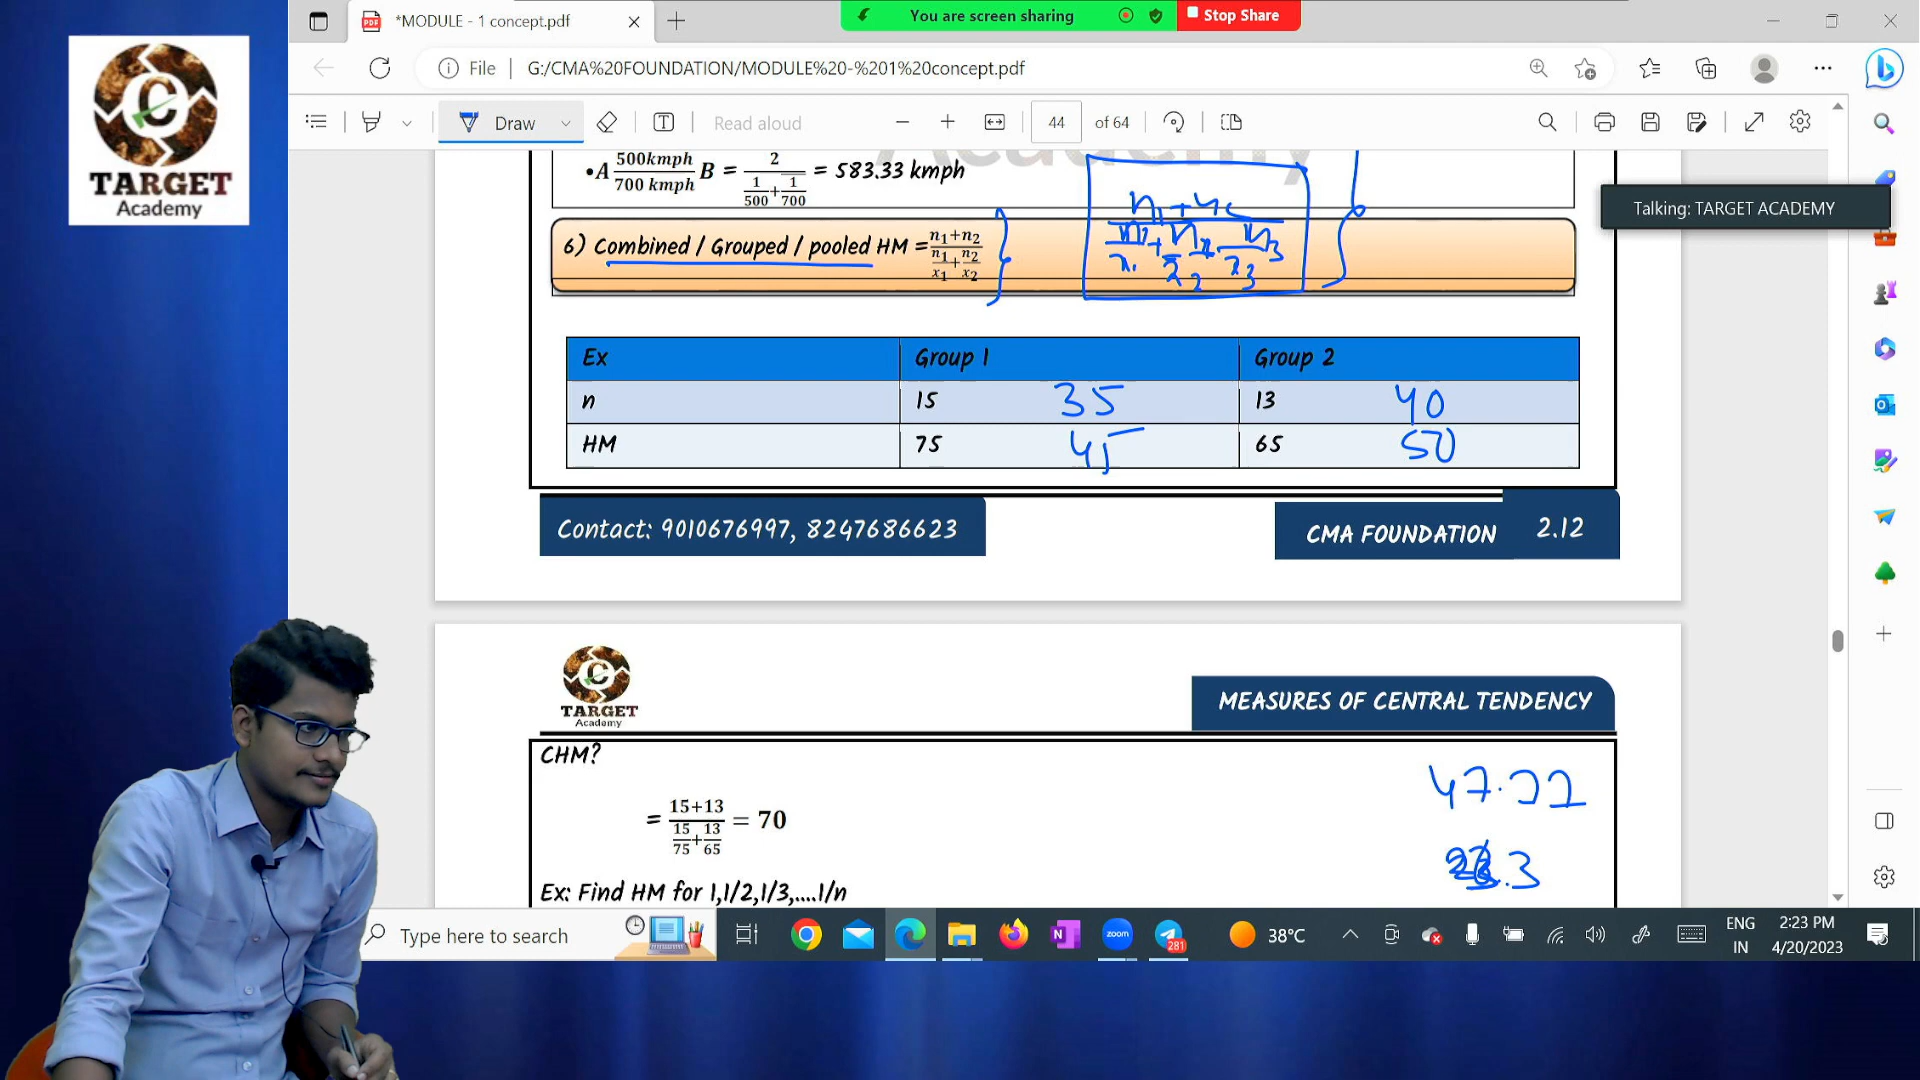 *MODULE - 1 concept.pdf
You are screen sharing
Stop Share
File
G:/CMA%20FOUNDATION/MODULE%20-%201%20concept.pdf
Draw
Read aloud
44
of 64
Talking: TARGET ACADEMY
TARGET
Academy
•A 500kmph/700 kmph B = 2/(1/500+1/700) = 583.33 kmph
6) Combined / Grouped / pooled HM = (n₁+n₂)/(n₁/x₁+n₂/x₂)
Ex Group 1 Group 2
n 15 35 13 40
HM 75 45 65 50
Contact: 9010676997, 8247686623
CMA FOUNDATION 2.12
TARGET
Academy
MEASURES OF CENTRAL TENDENCY
CHM?
= (15+13)/(15/75+13/65) = 70
Ex: Find HM for 1,1/2,1/3,....1/n
Type here to search
zoom
281
38°C
ENG
IN
2:23 PM
4/20/2023